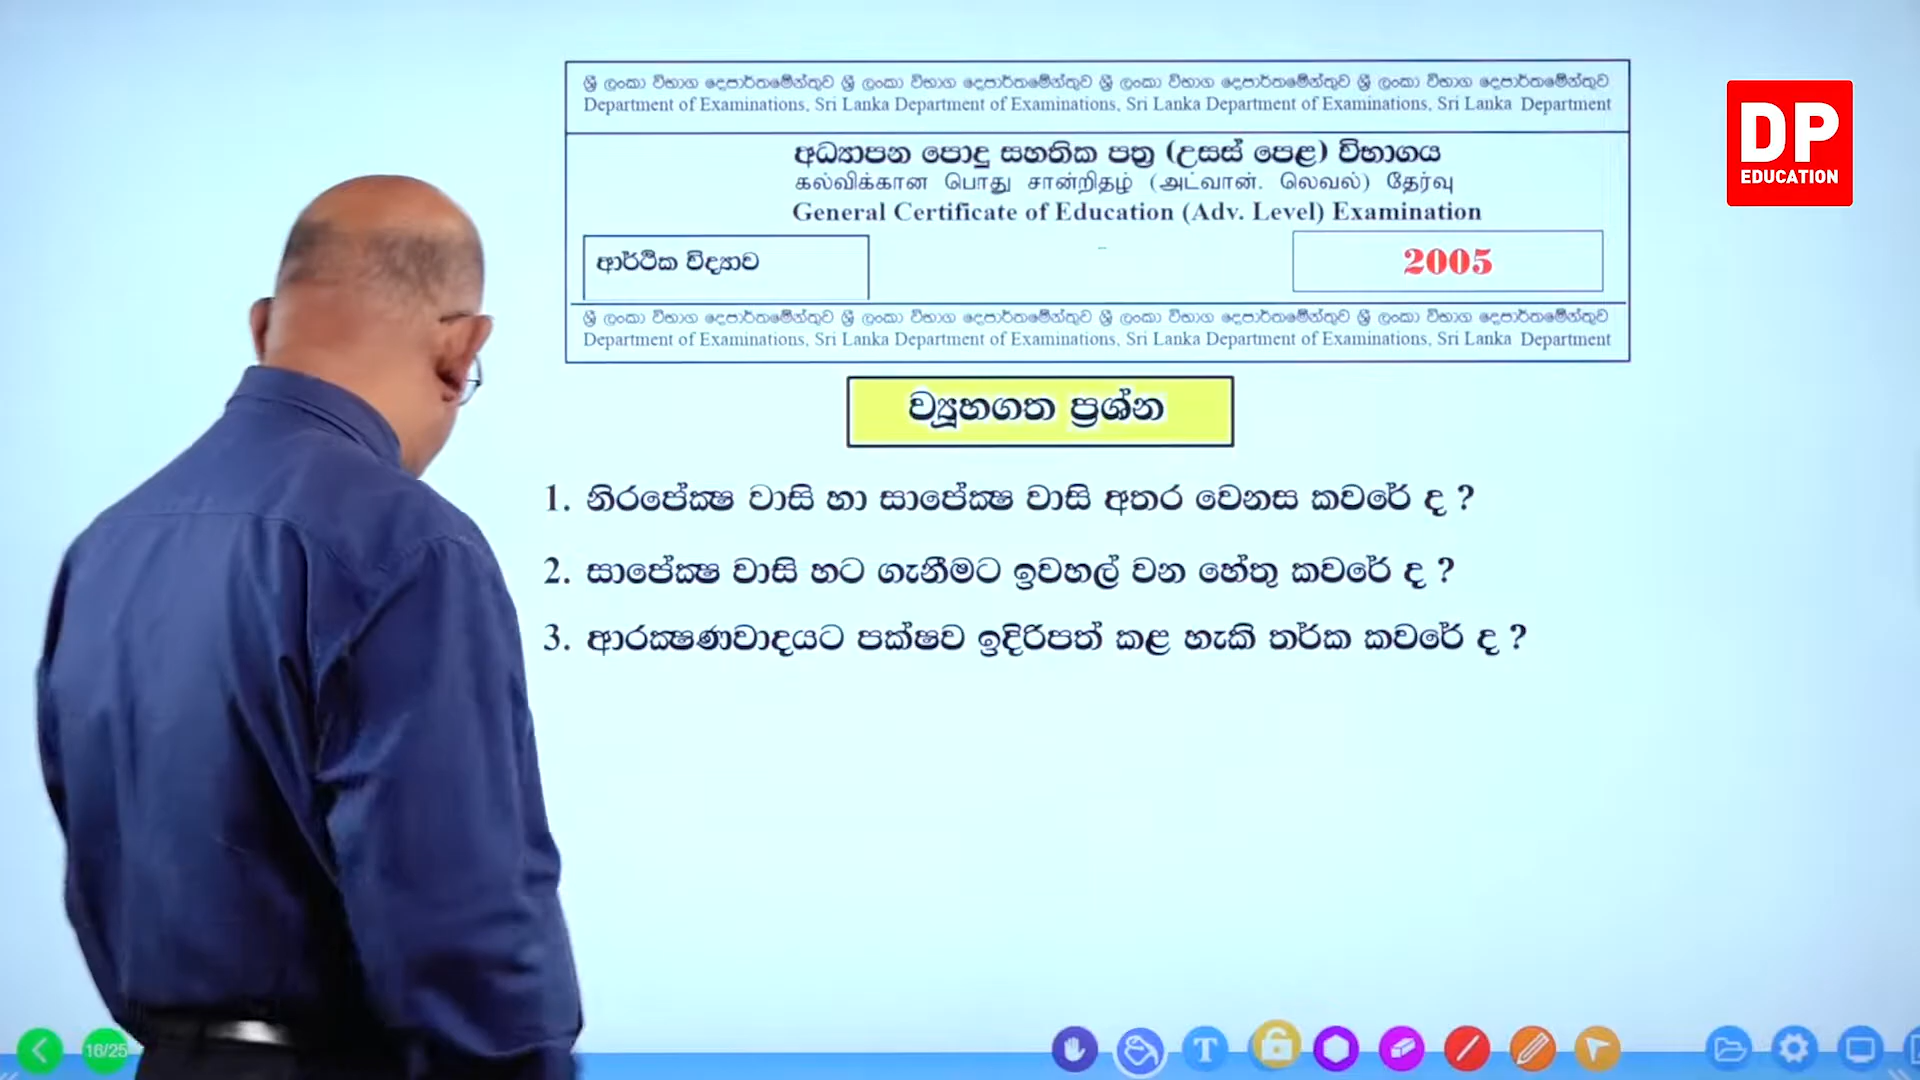 ශ්‍රී ලංකා විභාග දෙපාර්තමේන්තුව ශ්‍රී ලංකා විභාග දෙපාර්තමේන්තුව ශ්‍රී ලංකා විභාග දෙපාර්තමේන්තුව ශ්‍රී ලංකා විභාග දෙපාර්තමේන්තුව
Department of Examinations, Sri Lanka Department of Examinations, Sri Lanka Department of Examinations, Sri Lanka Department
DP
EDUCATION
අධ්‍යාපන පොදු සහතික පත්‍ර (උසස් පෙළ) විභාගය
கல்விக்கான பொது சான்றிதழ் (அட்வான். லெவல்) தேர்வு
General Certificate of Education (Adv. Level) Examination
ආර්ථික විද්‍යාව
2005
ශ්‍රී ලංකා විභාග දෙපාර්තමේන්තුව ශ්‍රී ලංකා විභාග දෙපාර්තමේන්තුව ශ්‍රී ලංකා විභාග දෙපාර්තමේන්තුව ශ්‍රී ලංකා විභාග දෙපාර්තමේන්තුව
Department of Examinations, Sri Lanka Department of Examinations, Sri Lanka Department of Examinations, Sri Lanka Department
ව්‍යුහගත ප්‍රශ්න
1. නිරපේක්‍ෂ වාසි හා සාපේක්‍ෂ වාසි අතර වෙනස කවරේ ද ?
2. සාපේක්‍ෂ වාසි හට ගැනීමට ඉවහල් වන හේතු කවරේ ද ?
3. ආරක්‍ෂණවාදයට පක්ෂව ඉදිරිපත් කළ හැකි තර්ක කවරේ ද ?
16/25
T